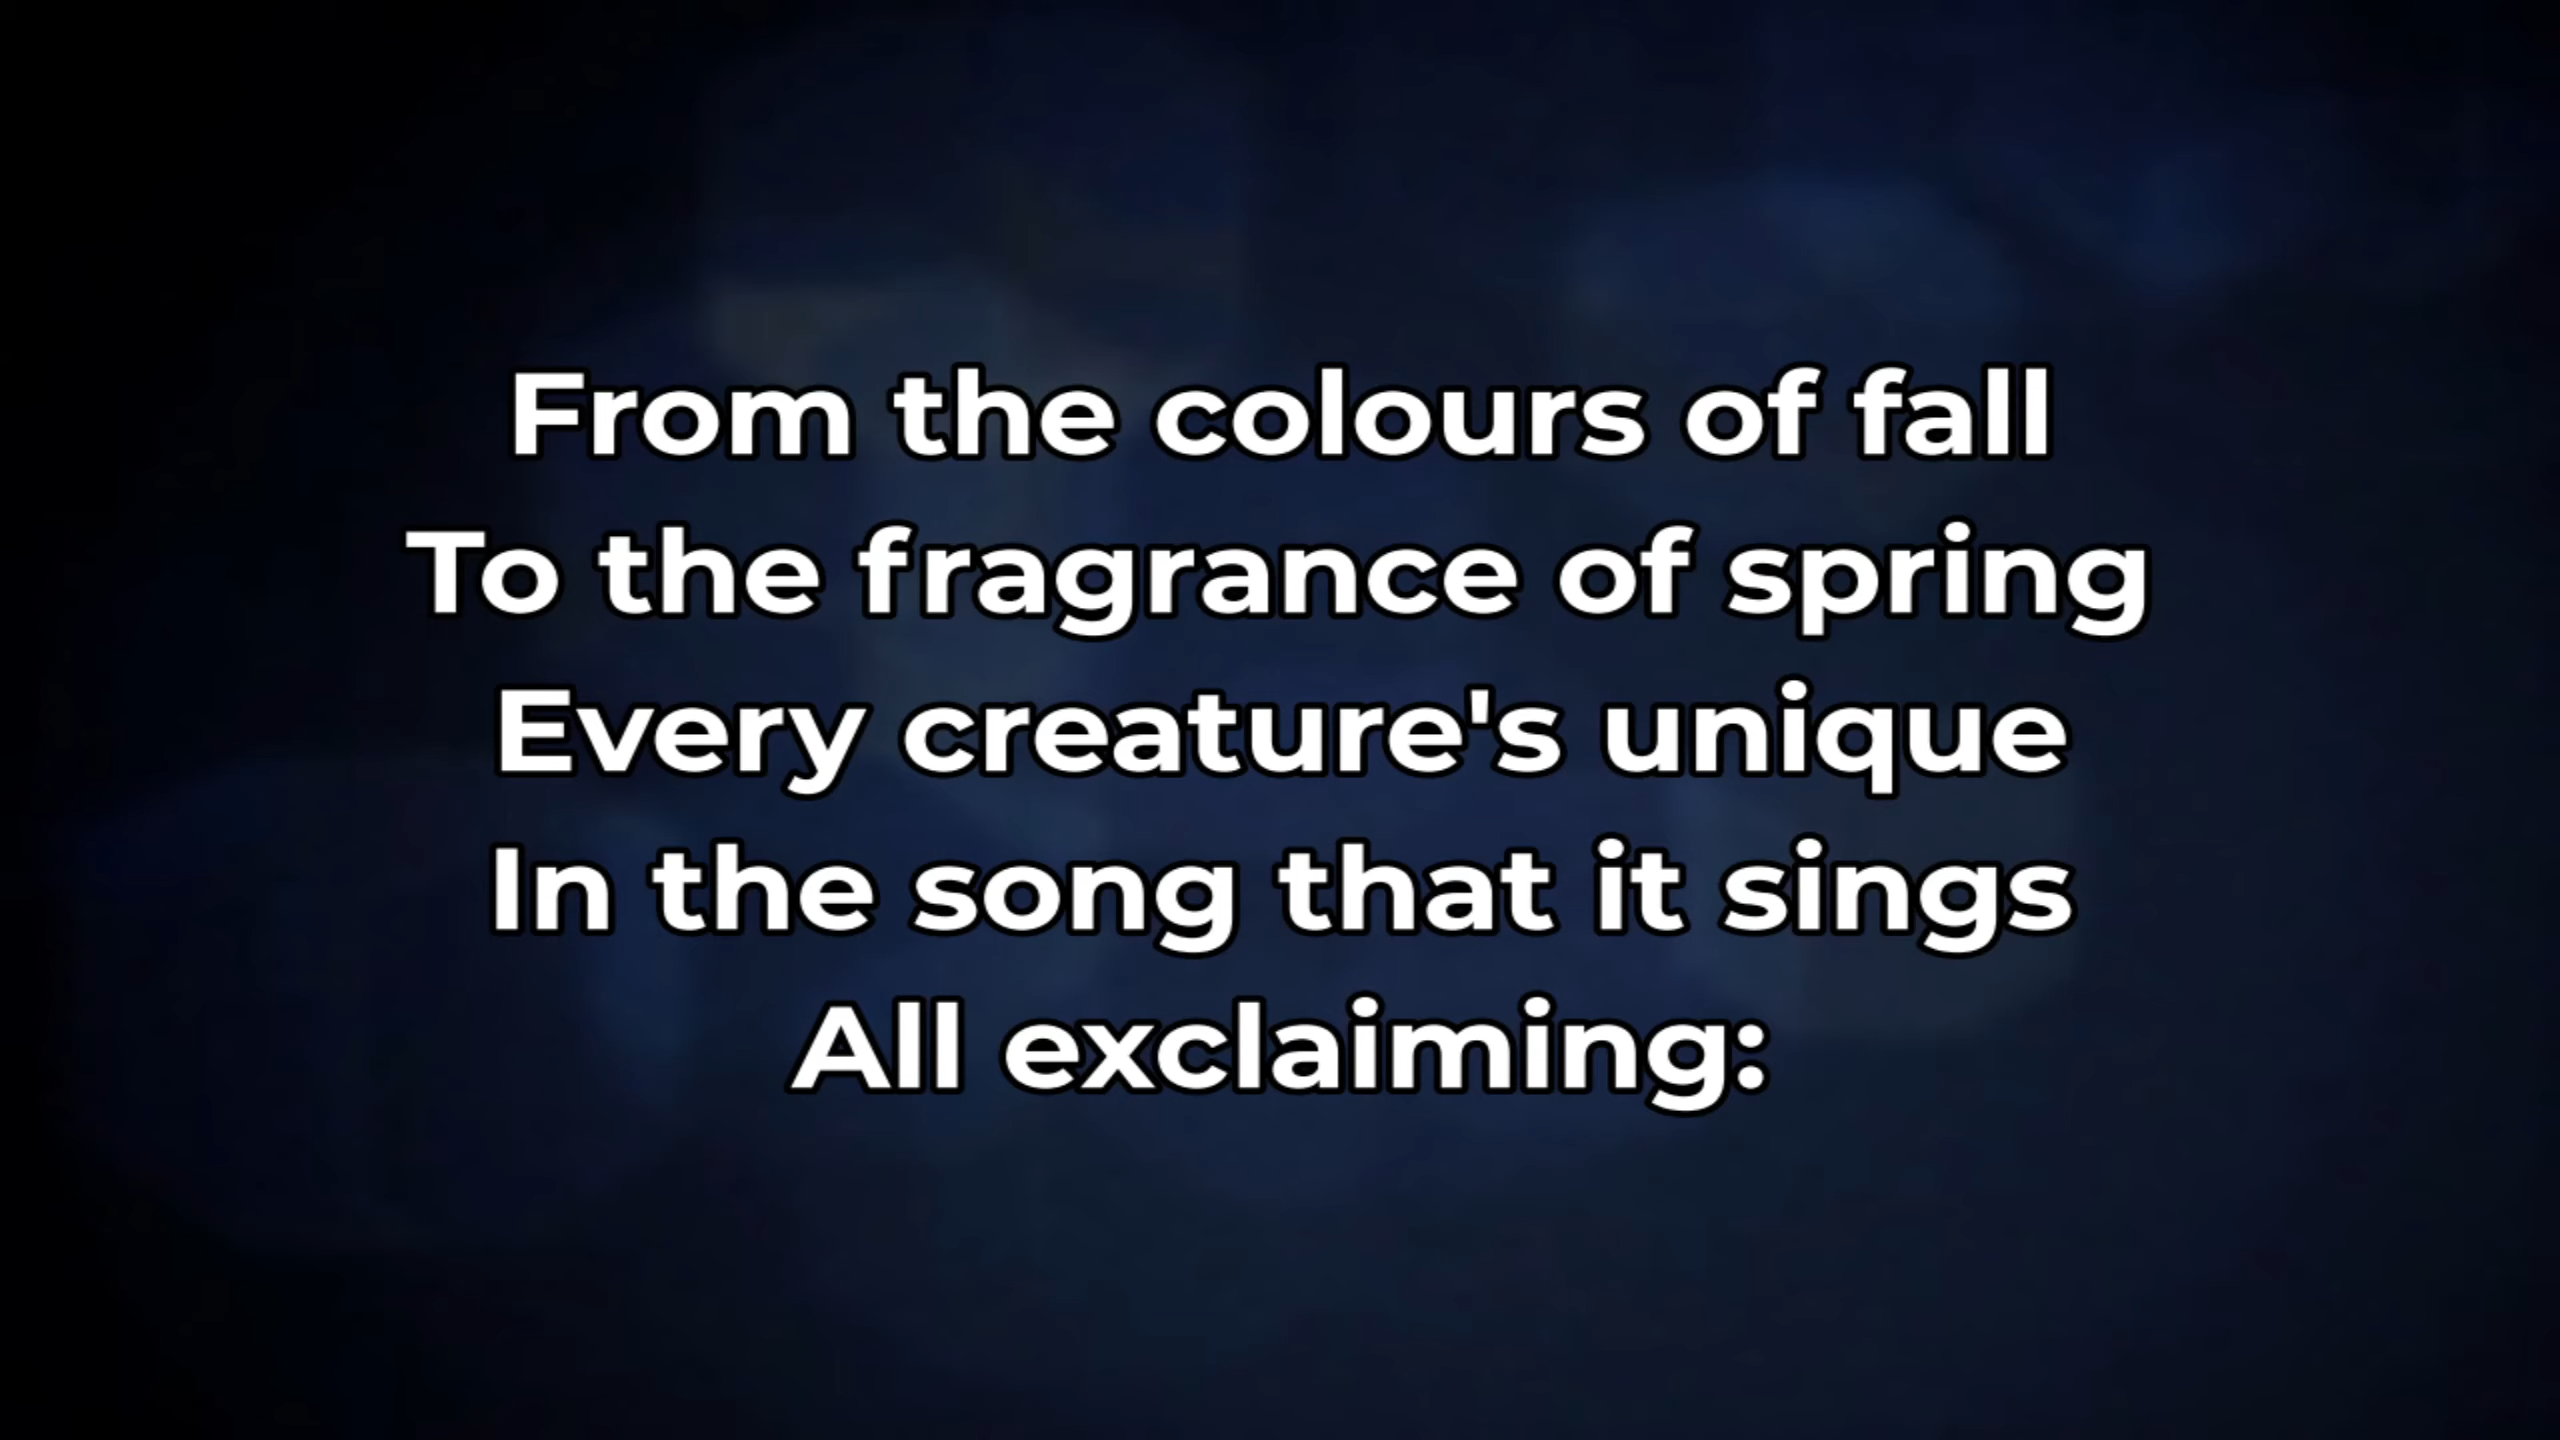 From the colours of fall
To the fragrance of spring
Every creature's unique
In the song that it sings
All exclaiming: